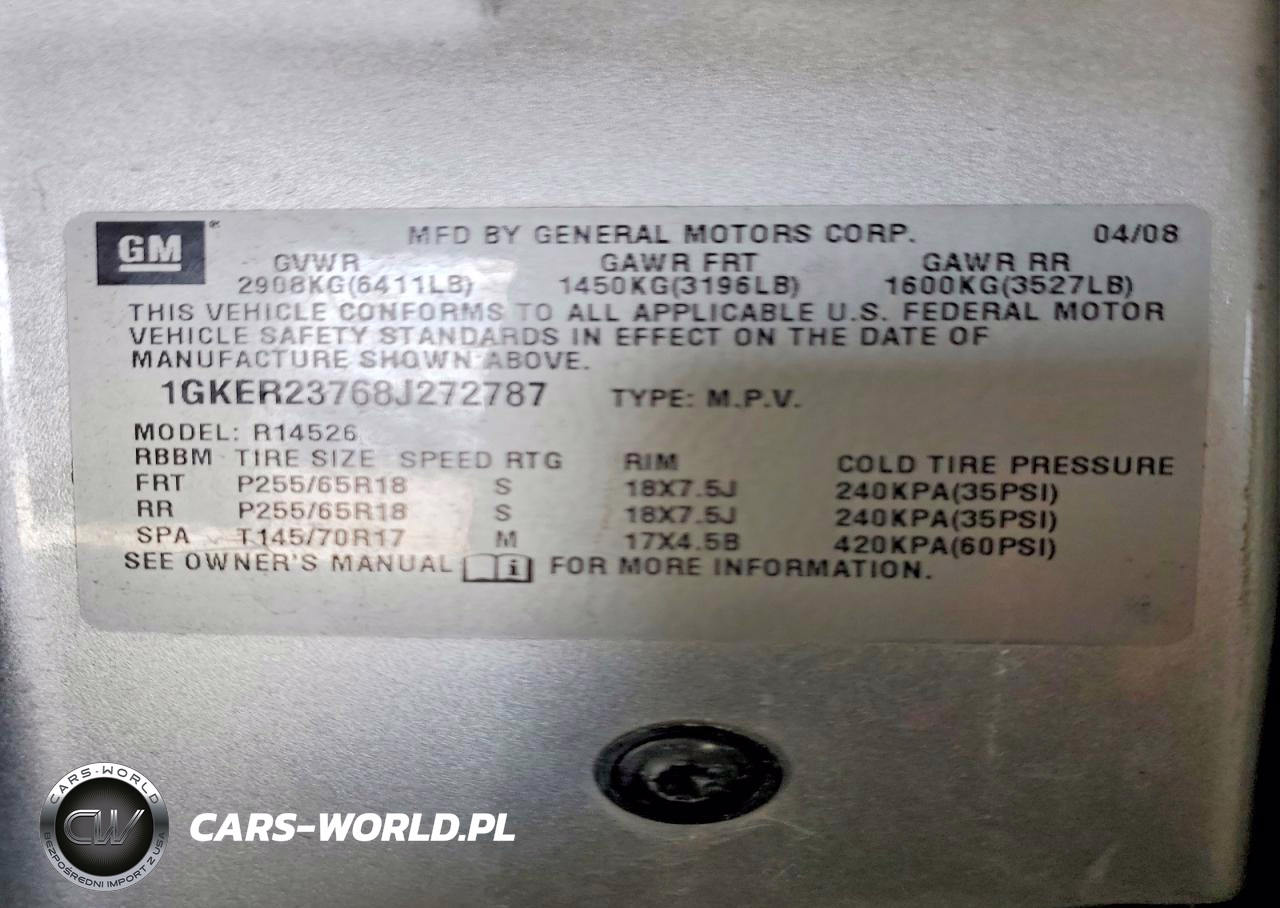 GM
MFD BY GENERAL MOTORS CORP. 04/08
GVWR GAWR FRT GAWR RR
2908KG(6411LB) 1450KG(3196LB) 1600KG(3527LB)
THIS VEHICLE CONFORMS TO ALL APPLICABLE U.S. FEDERAL MOTOR
VEHICLE SAFETY STANDARDS IN EFFECT ON THE DATE OF
MANUFACTURE SHOWN ABOVE.
1GKER23768J272787 TYPE: M.P.V.
MODEL: R14526
RBBM TIRE SIZE SPEED RTG RIM COLD TIRE PRESSURE
FRT P255/65R18 S 18X7.5J 240KPA(35PSI)
RR P255/65R18 S 18X7.5J 240KPA(35PSI)
SPA T145/70R17 M 17X4.5B 420KPA(60PSI)
SEE OWNER'S MANUAL i FOR MORE INFORMATION.
CARS-WORLD
CW
BEZPOŚREDNI IMPORT Z USA
CARS-WORLD.PL